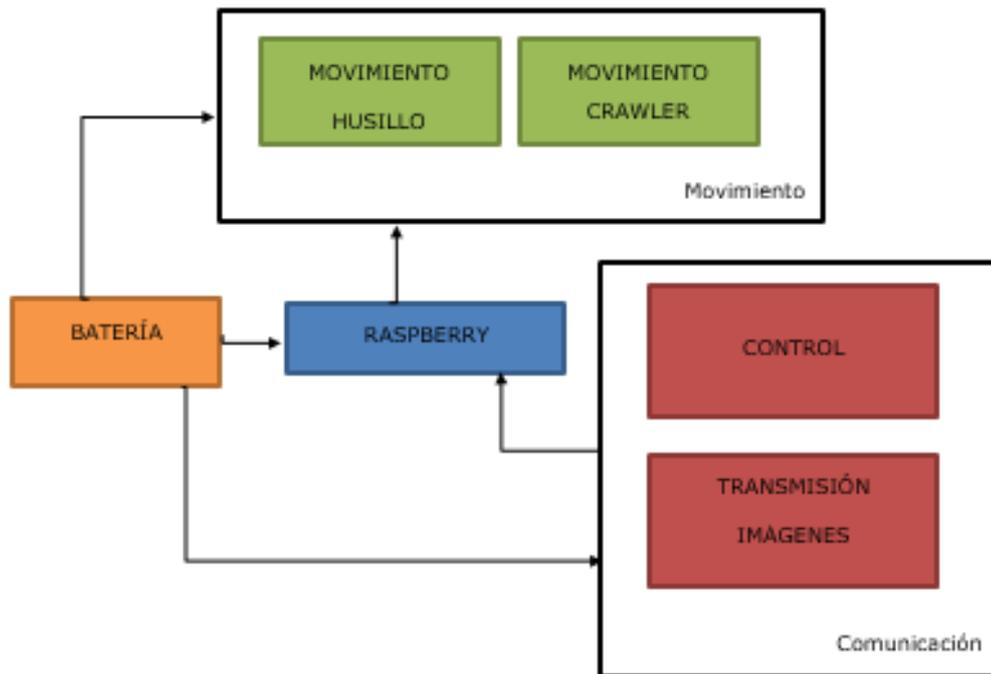 MOVIMIENTO
HUSILLO
MOVIMIENTO
CRAWLER
Movimiento
BATERÍA
RASPBERRY
CONTROL
TRANSMISIÓN
IMÁGENES
Comunicación